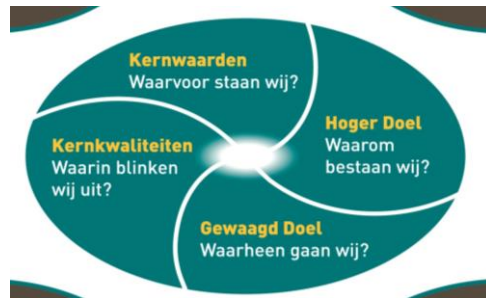 Kernwaarden
Waarvoor staan wij?
Hoger Doel
Waarom
bestaan wij?
Kernkwaliteiten
Waarin blinken
wij uit?
Gewaagd Doel
Waarheen gaan wij?